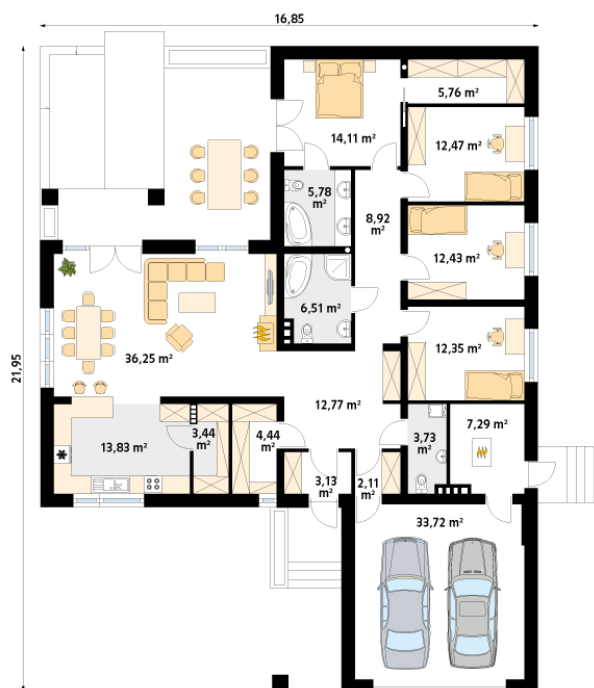 16,85
5,76 m²
14,11 m²
12,47 m²
5,78
m²
8,92
m²
12,43 m²
6,51 m²
21,95
36,25 m²
12,35 m²
12,77 m²
13,83 m²
3,44
m²
4,44
m²
3,73
m²
7,29 m²
3,13
m²
2,11
m²
33,72 m²